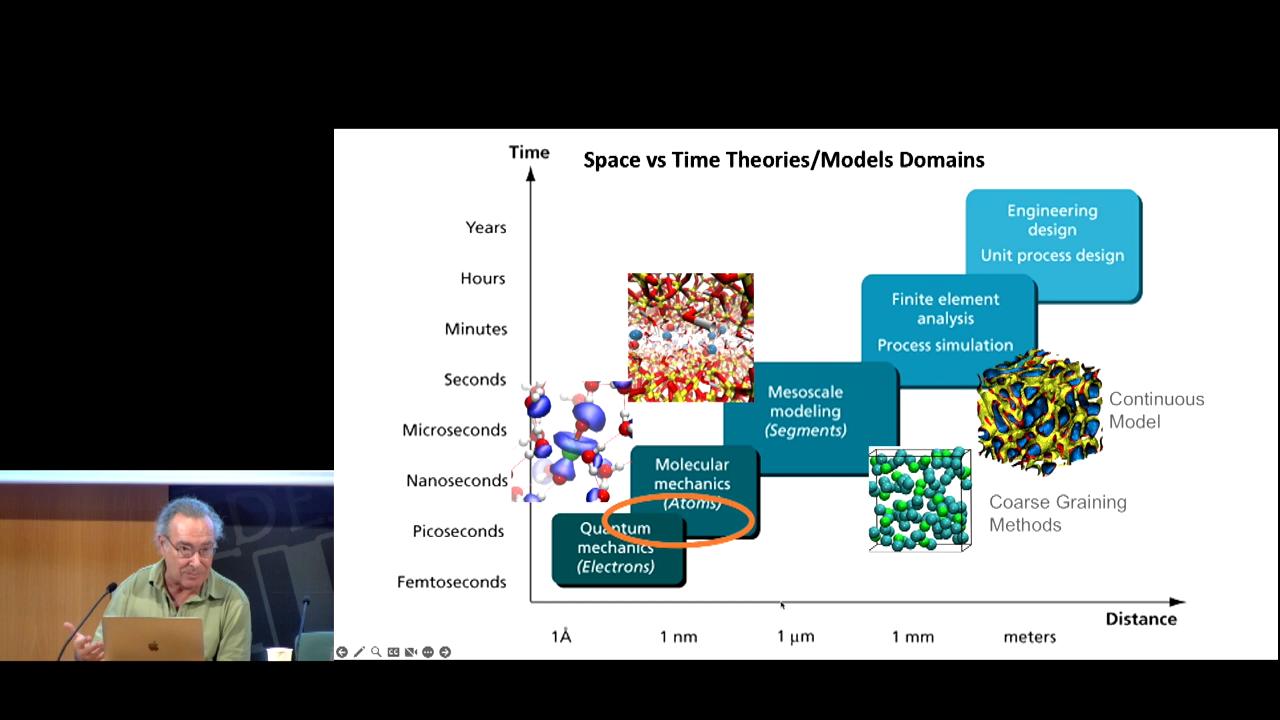 Time
Space vs Time Theories/Models Domains
Years
Hours
Minutes
Seconds
Microseconds
Nanoseconds
Picoseconds
Femtoseconds
Engineering
design
Unit process design
Finite element
analysis
Process simulation
Mesoscale
modeling
(Segments)
Molecular
mechanics
(Atoms)
Quantum
mechanics
(Electrons)
Continuous
Model
Coarse Graining
Methods
Distance
1Å
1 nm
1 μm
1 mm
meters